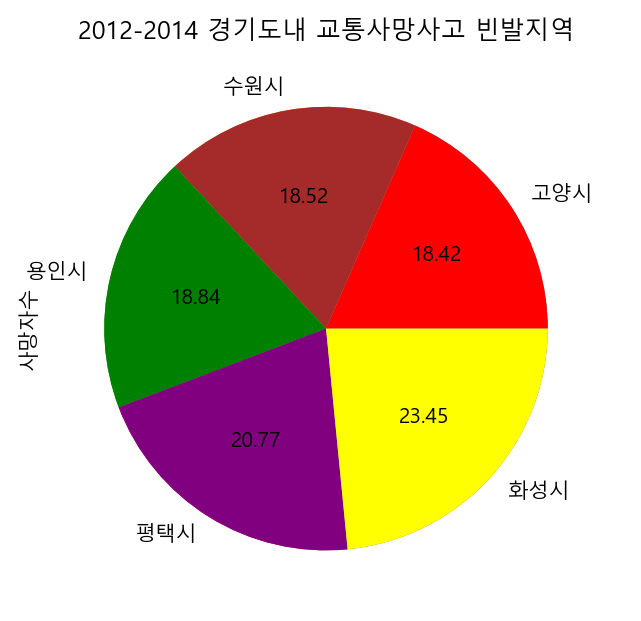 2012-2014 경기도내 교통사망사고 빈발지역
수원시
고양시
18.52
18.42
용인시
18.84
사망자수
23.45
20.77
화성시
평택시